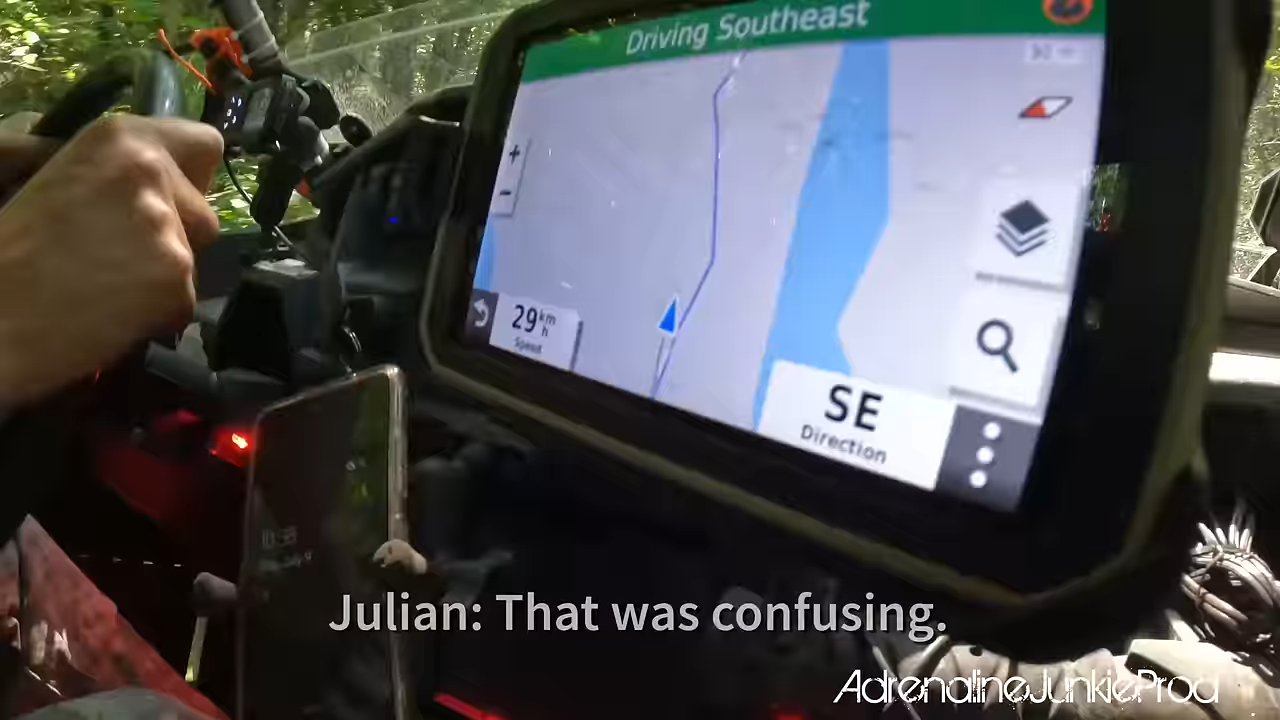 Driving Southeast
+
-
29 km
h
Speed
SE
Direction
Julian: That was confusing.
AdrenalineJunkieProd